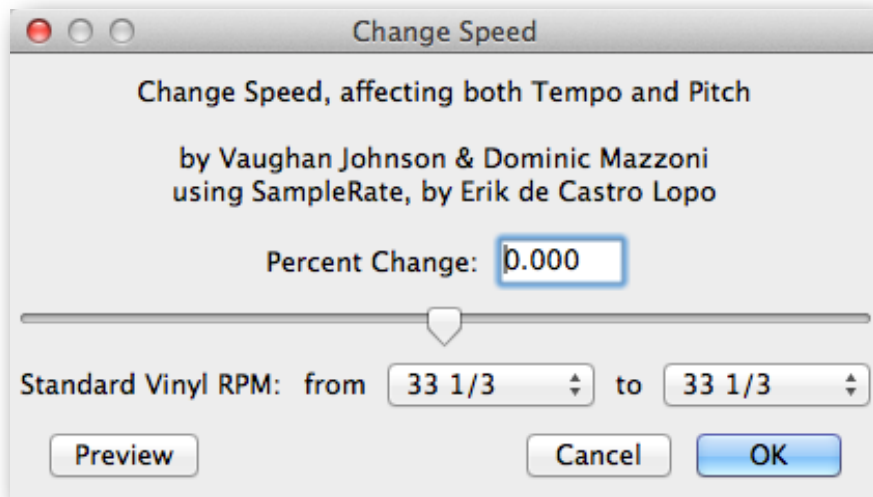 Change Speed
Change Speed, affecting both Tempo and Pitch
by Vaughan Johnson & Dominic Mazzoni
using SampleRate, by Erik de Castro Lopo
Percent Change: 0.000
Standard Vinyl RPM: from 33 1/3 to 33 1/3
Preview Cancel OK